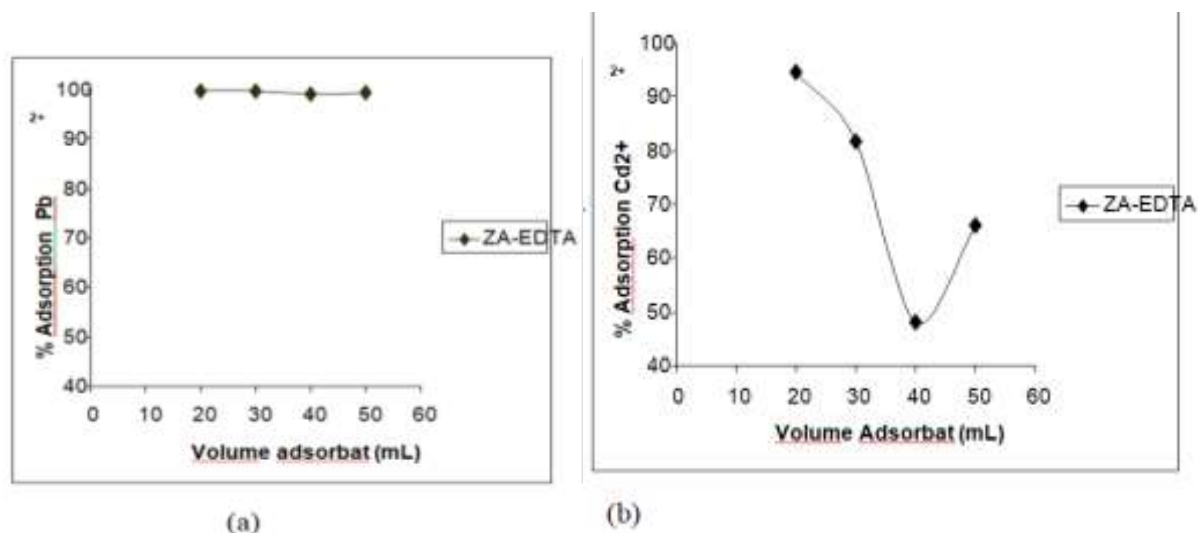 100
90
80
70
60
50
40
2+
% Adsorption Pb
0 10 20 30 40 50 60
Volume adsorbat (mL)
ZA-EDTA
(a)
100
90
80
70
60
50
40
2+
% Adsorption Cd2+
0 10 20 30 40 50 60
Volume Adsorbat (mL)
ZA-EDTA
(b)